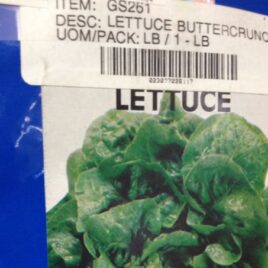 ITEM: GS261
DESC: LETTUCE BUTTERCRUNC
UOM/PACK: LB / 1 - LB
LETTUCE